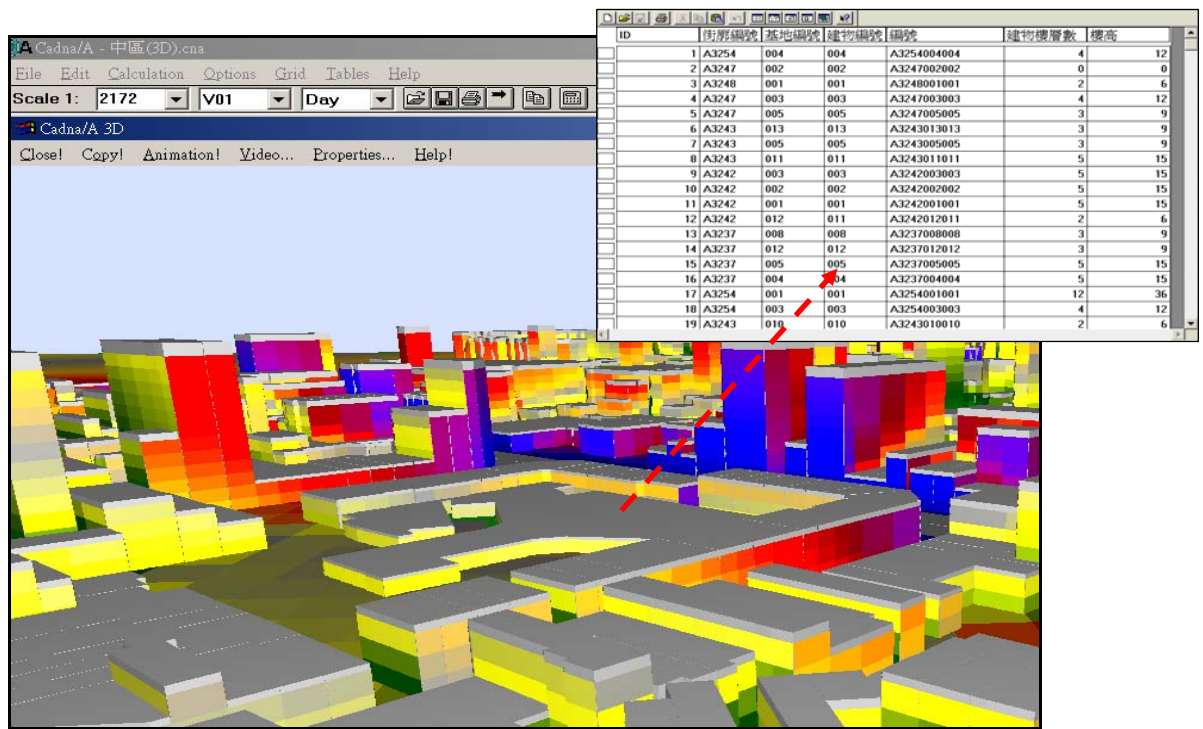 Cadna/A - 中區(3D).cna
File Edit Calculation Options Grid Tables Help
Scale 1: 2172 V01 Day
Cadna/A 3D
Close! Copy! Animation! Video... Properties... Help!
ID 街廓編號 基地編號 建物編號 編號 建物樓層數 樓高
1 A3254 004 004 A3254004004 4 12
2 A3247 002 002 A3247002002 0 0
3 A3248 001 001 A3248001001 2 6
4 A3247 003 003 A3247003003 4 12
5 A3247 005 005 A3247005005 3 9
6 A3243 013 013 A3243013013 3 9
7 A3243 005 005 A3243005005 3 9
8 A3243 011 011 A3243011011 5 15
9 A3242 003 003 A3242003003 5 15
10 A3242 002 002 A3242002002 5 15
11 A3242 001 001 A3242001001 5 15
12 A3242 012 011 A3242012011 2 6
13 A3237 008 008 A3237008008 3 9
14 A3237 012 012 A3237012012 3 9
15 A3237 005 005 A3237005005 5 15
16 A3237 004 004 A3237004004 5 15
17 A3254 001 001 A3254001001 12 36
18 A3254 003 003 A3254003003 4 12
19 A3243 010 010 A3243010010 2 6